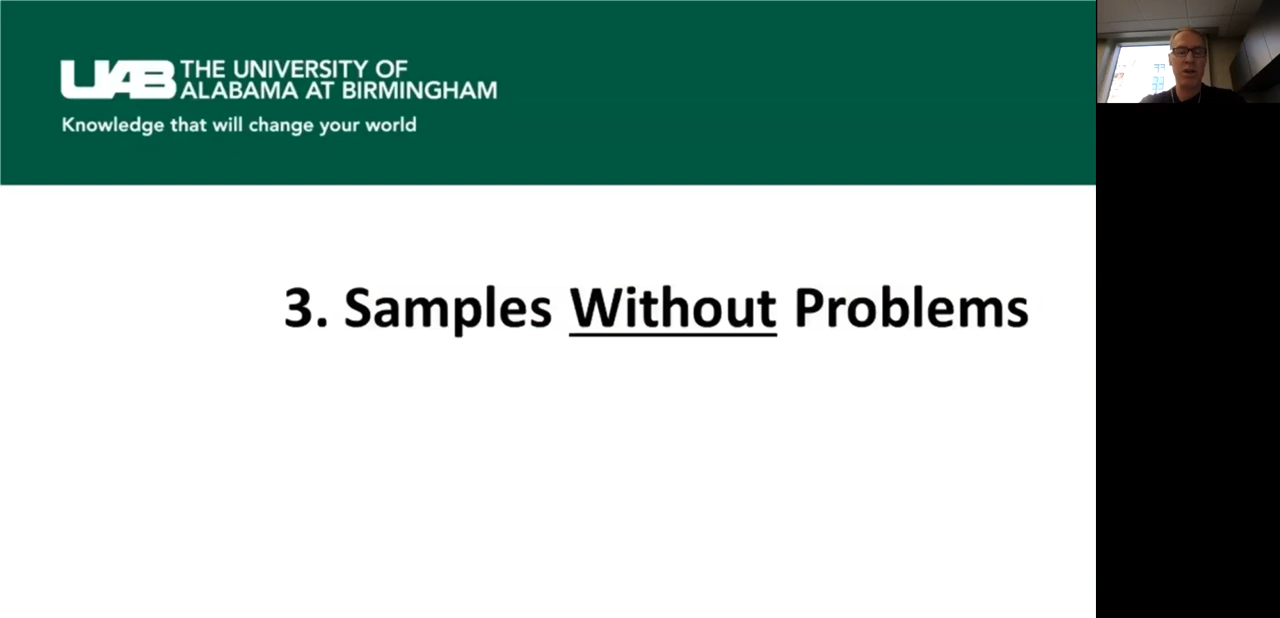 UAB THE UNIVERSITY OF
ALABAMA AT BIRMINGHAM
Knowledge that will change your world
3. Samples Without Problems